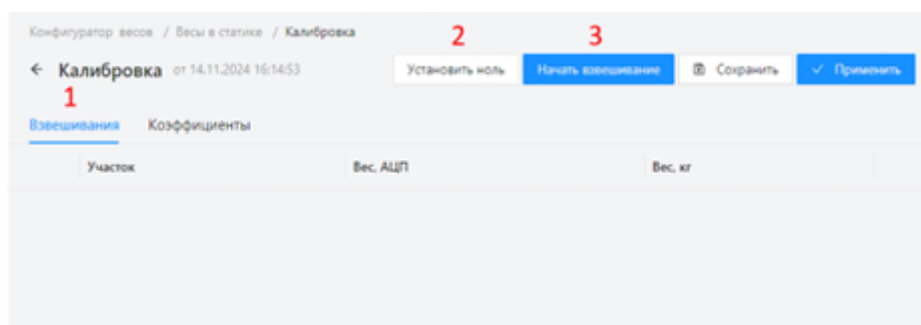 Конфигуратор весов / Весы в статике / Калибровка
2 3
← Калибровка от 14.11.2024 16:14:53 Установить ноль Начать взвешивание Сохранить ✓ Применить
1
Взвешивания Коэффициенты
Участок Вес, АЦП Вес, кг